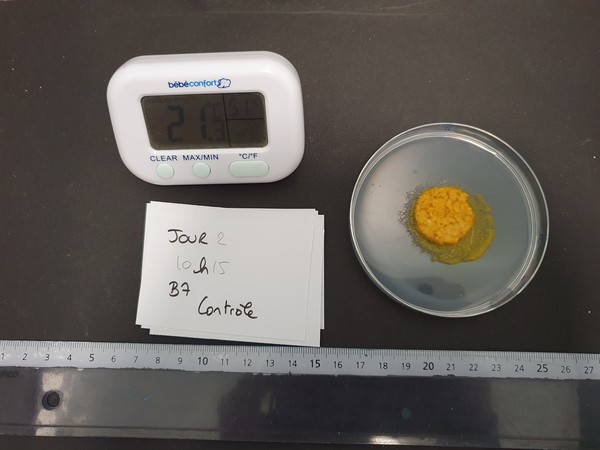 bébéconfort
21.3
CLEAR MAX/MIN °C/°F
JOUR 2
10h15
B7
Contrôle
1 2 3 4 5 6 7 8 9 10 11 12 13 14 15 16 17 18 19 20 21 22 23 24 25 26 27